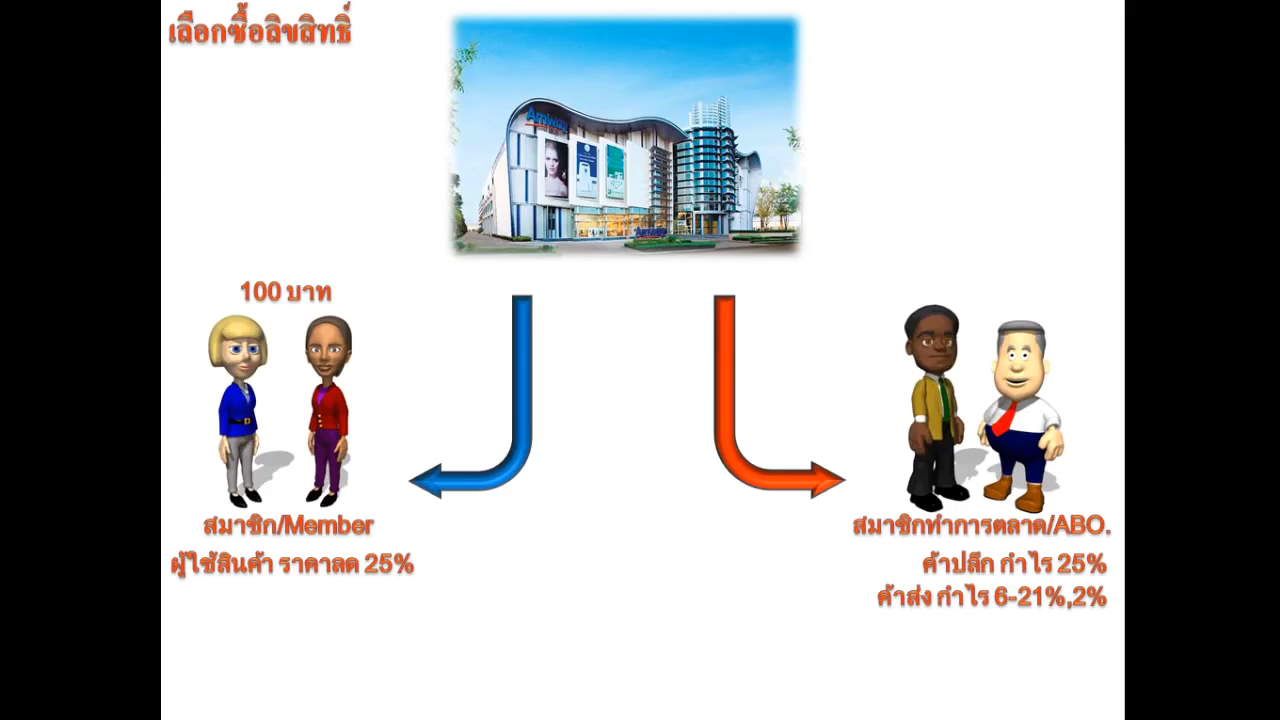 เลือกซื้อลิขสิทธิ์
Amway
Amway
100 บาท
สมาชิก/Member
ผู้ใช้สินค้า ราคาลด 25%
สมาชิกทำการตลาด/ABO.
ค้าปลีก กำไร 25%
ค้าส่ง กำไร 6-21%,2%